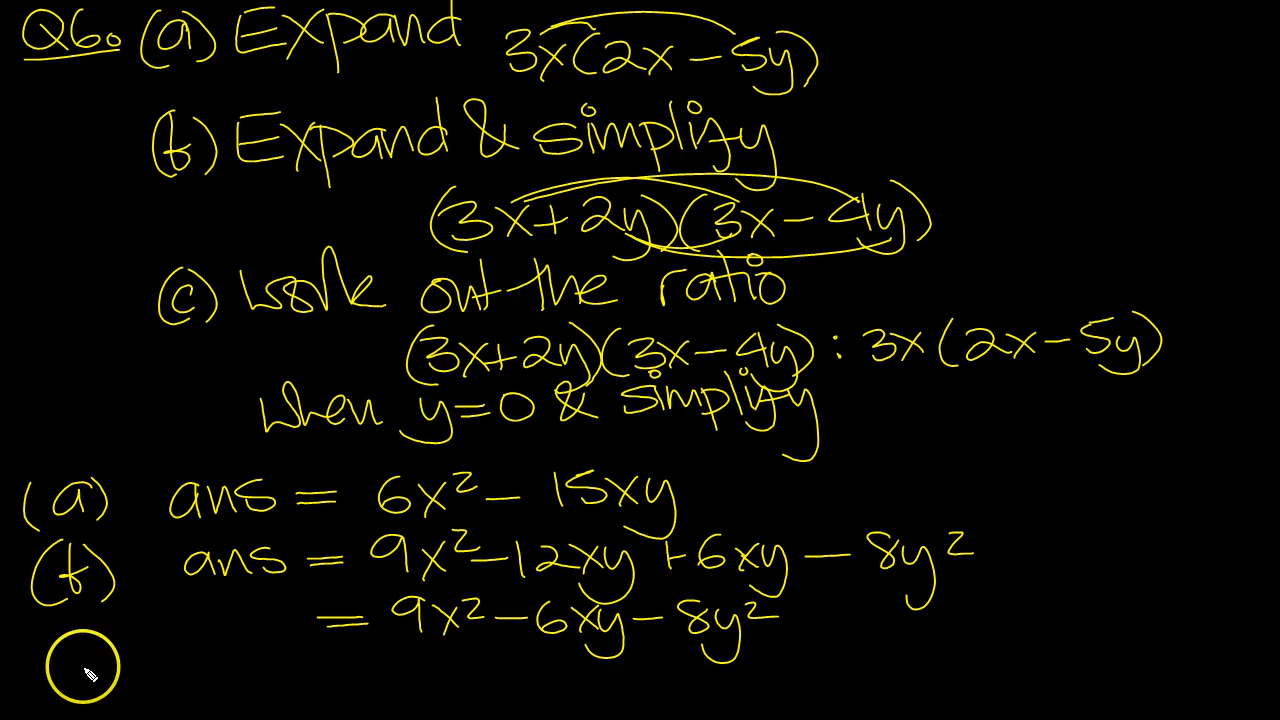 Q6. (a) Expand 3x(2x - 5y)
(b) Expand & simplify
(3x + 2y)(3x - 4y)
(c) Work out the ratio
(3x + 2y)(3x - 4y) : 3x(2x - 5y)
when y = 0 & simplify
(a) ans = 6x² - 15xy
(b) ans = 9x² - 12xy + 6xy - 8y²
= 9x² - 6xy - 8y²